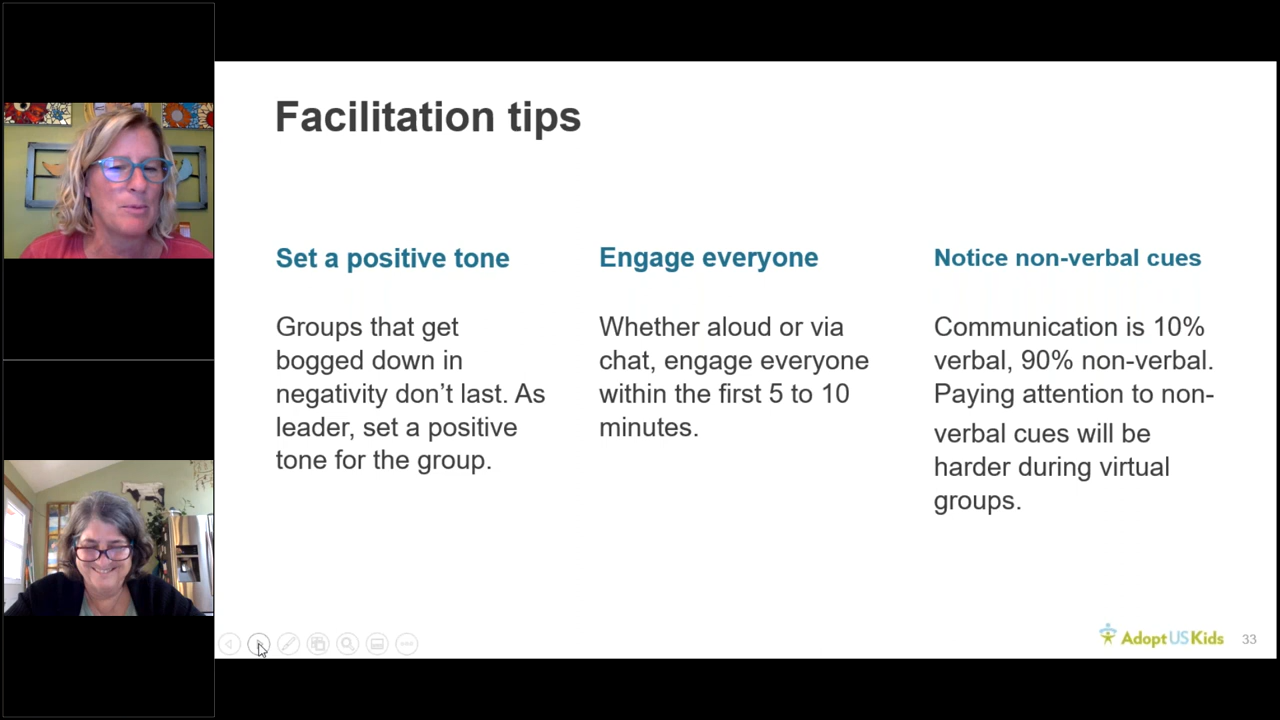 Facilitation tips
Set a positive tone
Groups that get
bogged down in
negativity don’t last. As
leader, set a positive
tone for the group.
Engage everyone
Whether aloud or via
chat, engage everyone
within the first 5 to 10
minutes.
Notice non-verbal cues
Communication is 10%
verbal, 90% non-verbal.
Paying attention to non-
verbal cues will be
harder during virtual
groups.
AdoptUSKids
33